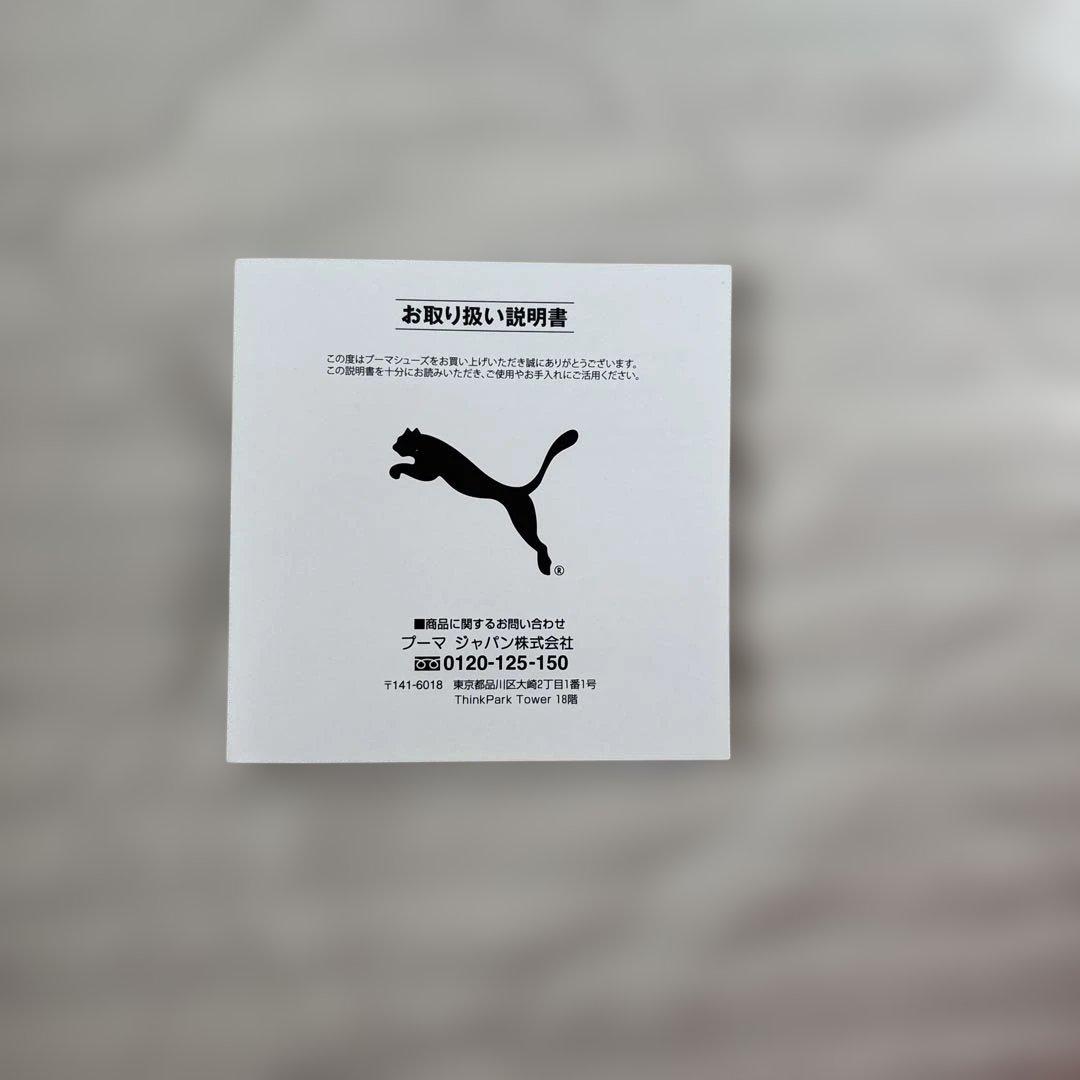 お取り扱い説明書
この度はプーマシューズをお買い上げいただき誠にありがとうございます。
この説明書を十分にお読みいただき、ご使用やお手入れにご活用ください。
®
■商品に関するお問い合わせ
プーマ ジャパン株式会社
0120-125-150
〒141-6018 東京都品川区大崎2丁目1番1号
ThinkPark Tower 18階